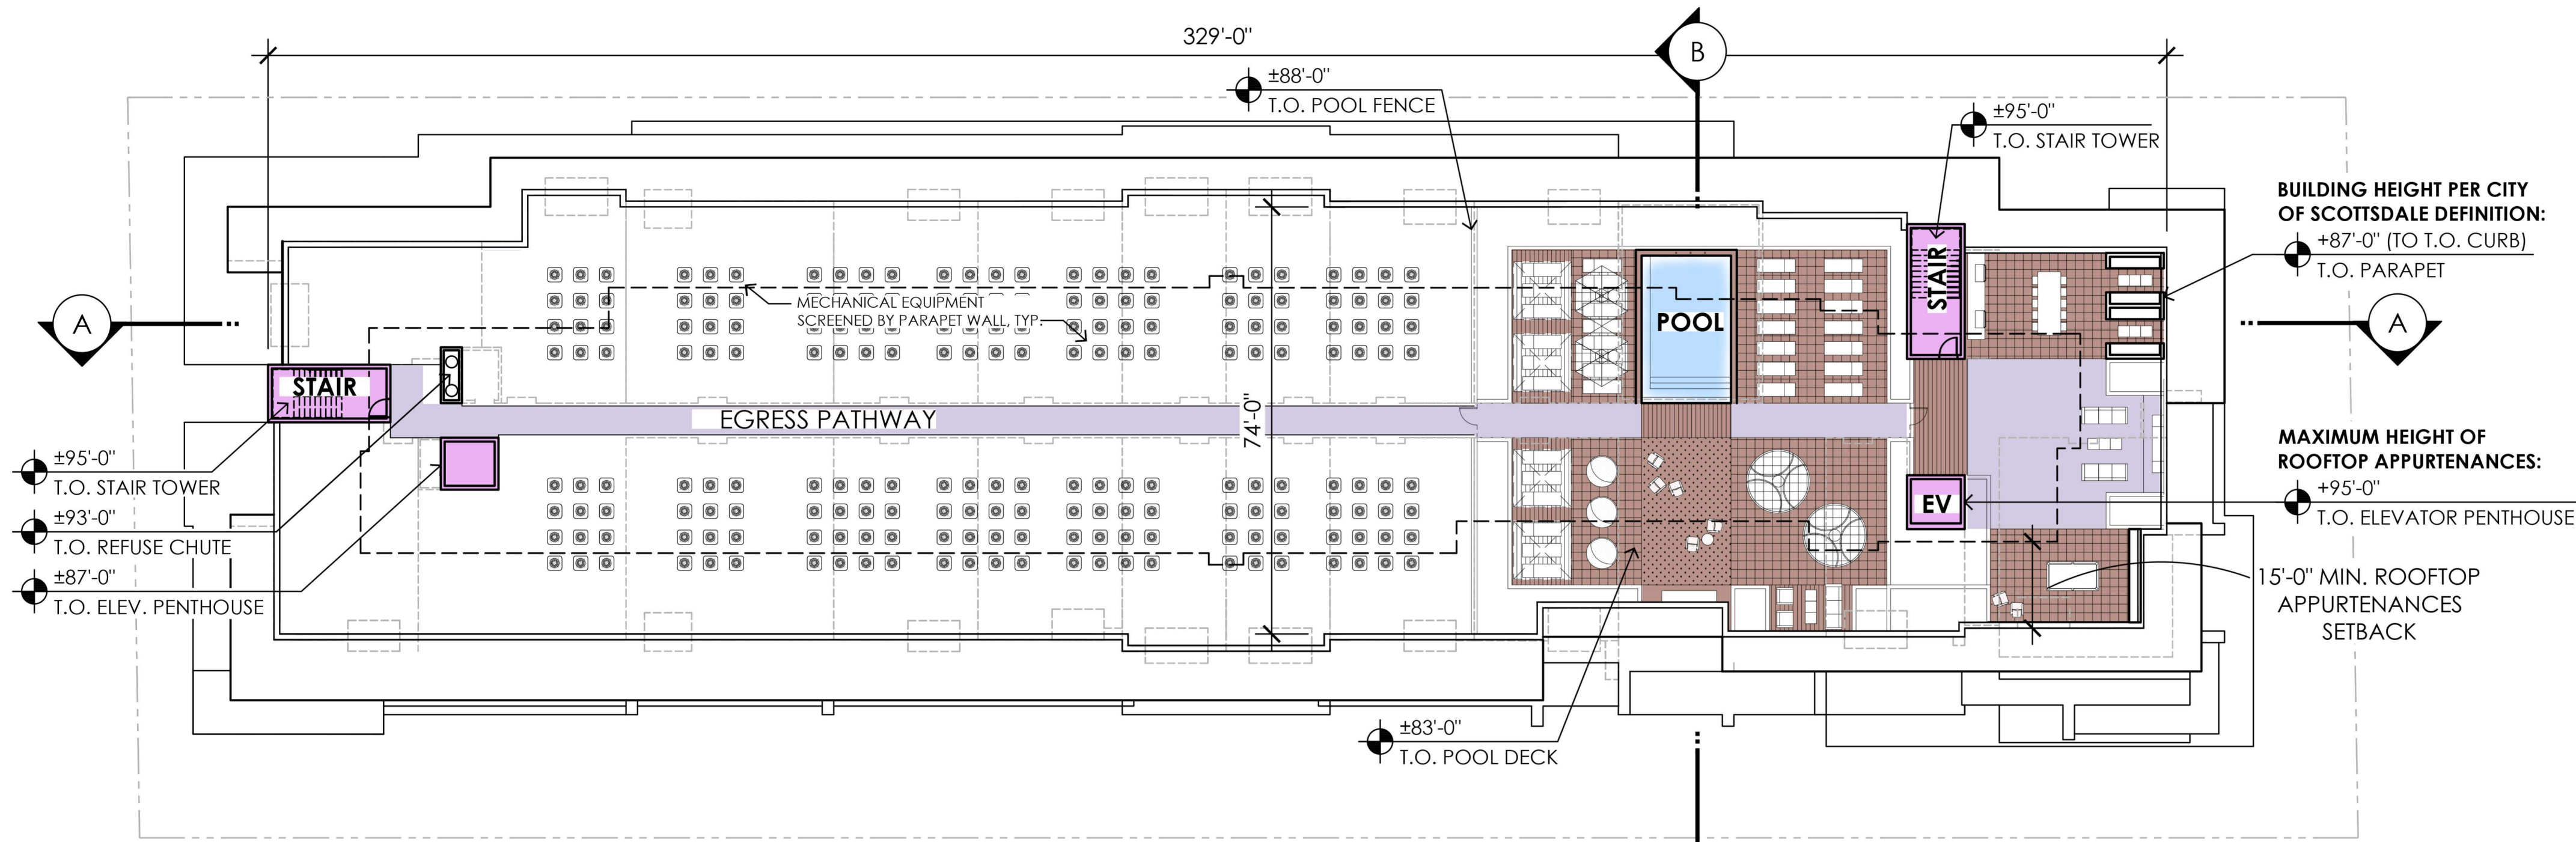 329'-0"
B
±88'-0"
T.O. POOL FENCE
±95'-0"
T.O. STAIR TOWER
BUILDING HEIGHT PER CITY
OF SCOTTSDALE DEFINITION:
+87'-0" (TO T.O. CURB)
T.O. PARAPET
A
MECHANICAL EQUIPMENT
SCREENED BY PARAPET WALL, TYP.
POOL
STAIR
A
STAIR
EGRESS PATHWAY
74'-0"
±95'-0"
T.O. STAIR TOWER
±93'-0"
T.O. REFUSE CHUTE
±87'-0"
T.O. ELEV. PENTHOUSE
EV
MAXIMUM HEIGHT OF
ROOFTOP APPURTENANCES:
+95'-0"
T.O. ELEVATOR PENTHOUSE
15'-0" MIN. ROOFTOP
APPURTENANCES
SETBACK
±83'-0"
T.O. POOL DECK